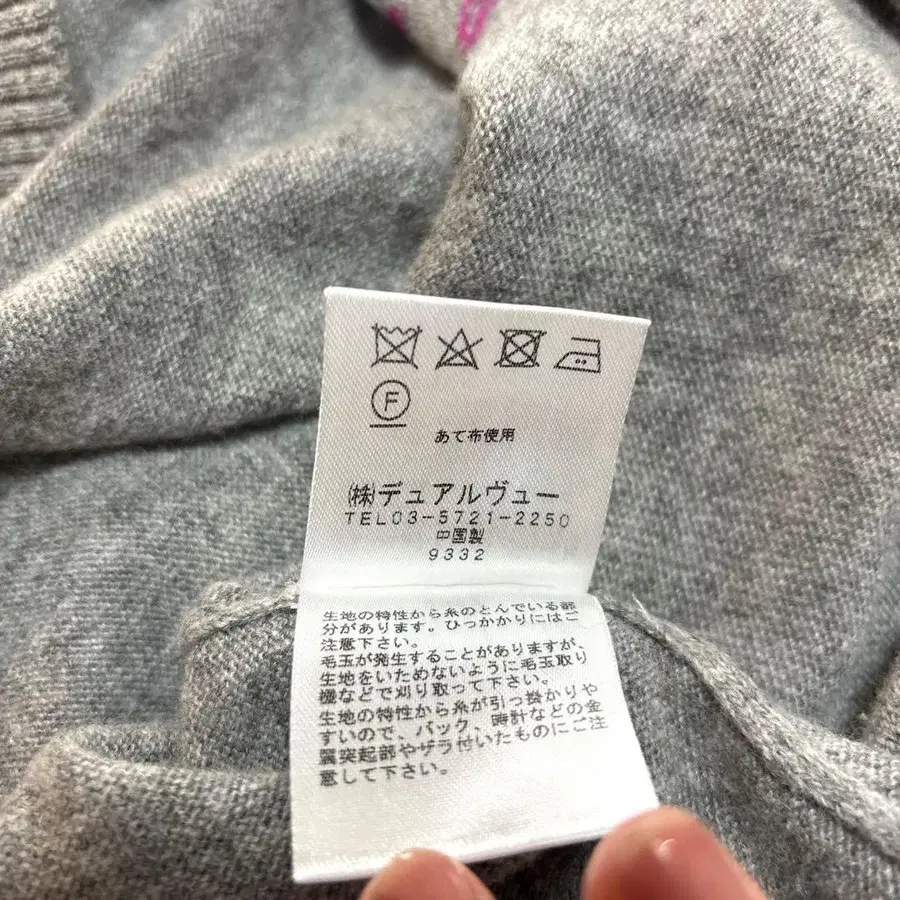 F
あて布使用
(株)デュアルヴュー
TEL03-5721-2250
中国製
9332
生地の特性から糸のとんでいる部
分があります。ひっかかりにはご
注意下さい。
毛玉が発生することがありますが、
生地をいためないように毛玉取り
機などで刈り取って下さい。
生地の特性から糸が引っ掛かりや
すいので、バック、時計などの金
具突起部やザラ付いたものにご注
意して下さい。